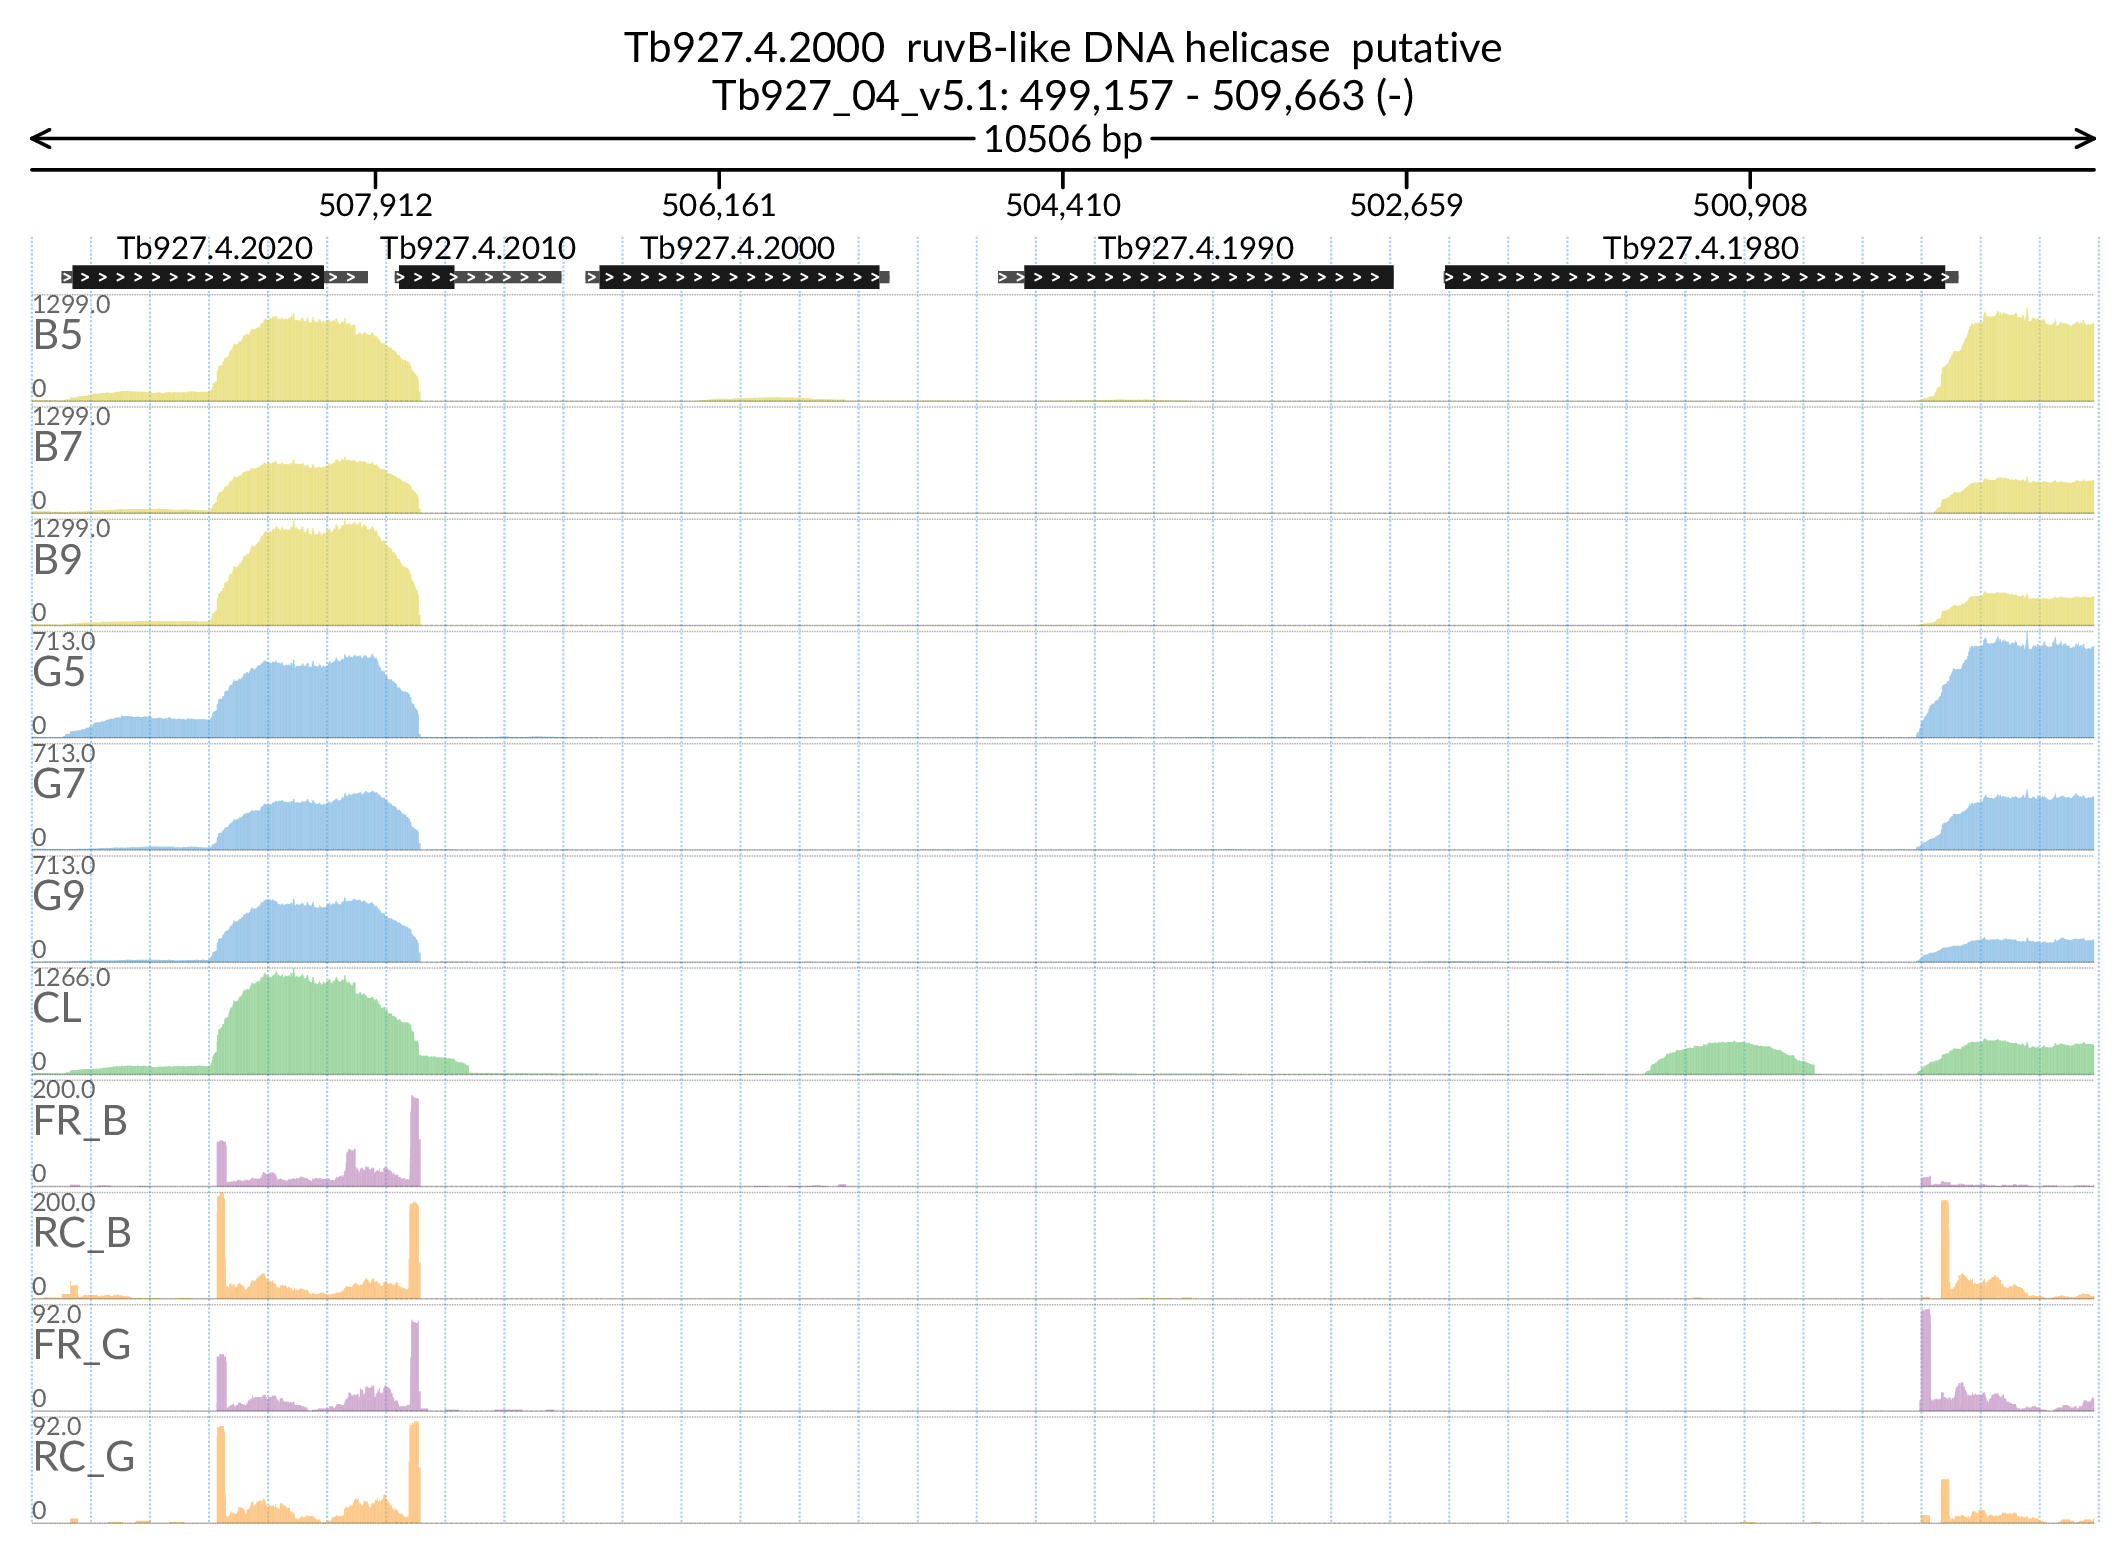 Tb927.4.2000  ruvB-like DNA helicase  putative
Tb927_04_v5.1: 499,157 - 509,663 (-)
10506 bp
507,912 506,161 504,410 502,659 500,908
Tb927.4.2020 Tb927.4.2010 Tb927.4.2000 Tb927.4.1990 Tb927.4.1980
1299.0
B5
0
1299.0
B7
0
1299.0
B9
0
713.0
G5
0
713.0
G7
0
713.0
G9
0
1266.0
CL
0
200.0
FR_B
0
200.0
RC_B
0
92.0
FR_G
0
92.0
RC_G
0